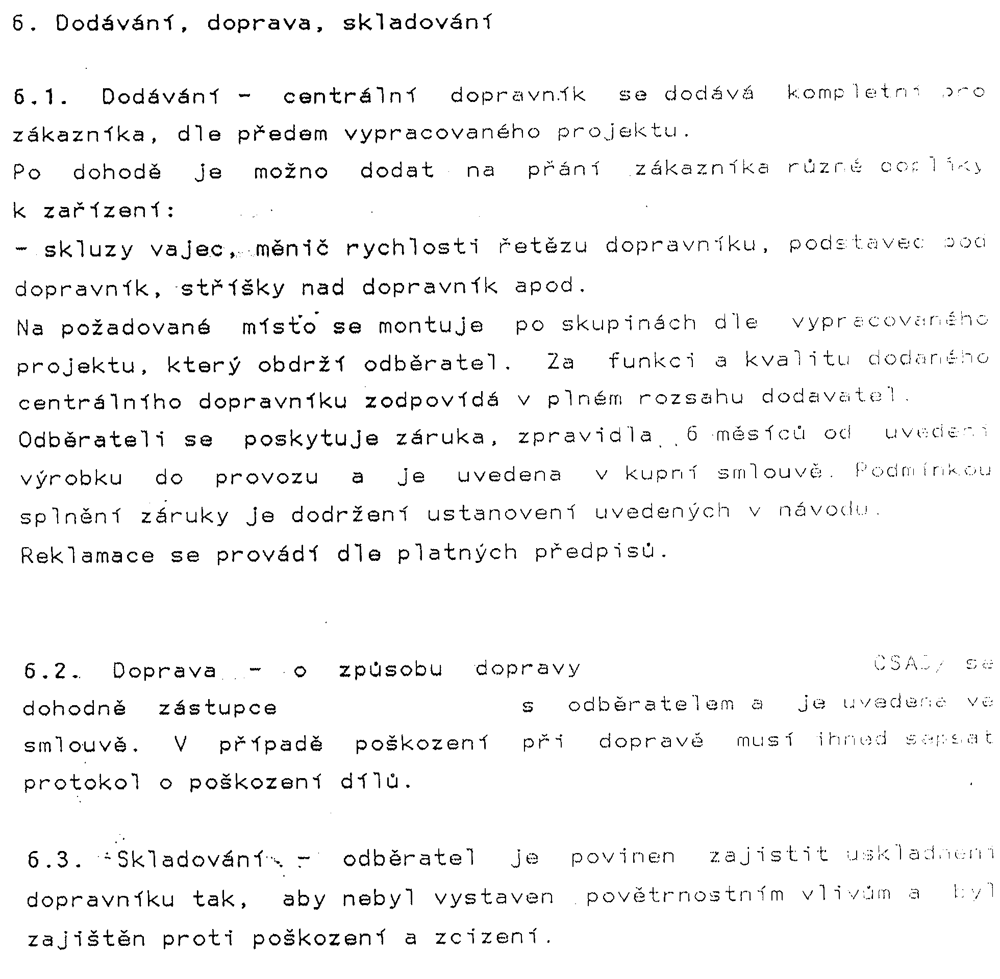 6. Dodávání, doprava, skladování
6.1. Dodávání - centrální dopravník se dodává kompletní pro
zákazníka, dle předem vypracovaného projektu.
Po dohodě je možno dodat na přání zákazníka různé
k zařízení:
- skluzy vajec, měnič rychlosti řetězu dopravníku, podstavec pod
dopravník, stříšky nad dopravník apod.
Na požadované místo se montuje po skupinách dle vypracovaného
projektu, který obdrží odběratel. Za funkci a kvalitu dodaného
centrálního dopravníku zodpovídá v plném rozsahu dodavatel.
Odběrateli se poskytuje záruka, zpravidla 6 měsíců od uvedení
výrobku do provozu a je uvedena v kupní smlouvě. Podmínkou
splnění záruky je dodržení ustanovení uvedených v návodu.
Reklamace se provádí dle platných předpisů.
6.2. Doprava - o způsobu dopravy se
dohodně zástupce s odběratelem a je uvedena ve
smlouvě. V případě poškození při dopravě musí ihned sepsat
protokol o poškození dílů.
6.3. Skladování - odběratel je povinen zajistit uskladnění
dopravníku tak, aby nebyl vystaven povětrnostním vlivům a byl
zajištěn proti poškození a zcizení.